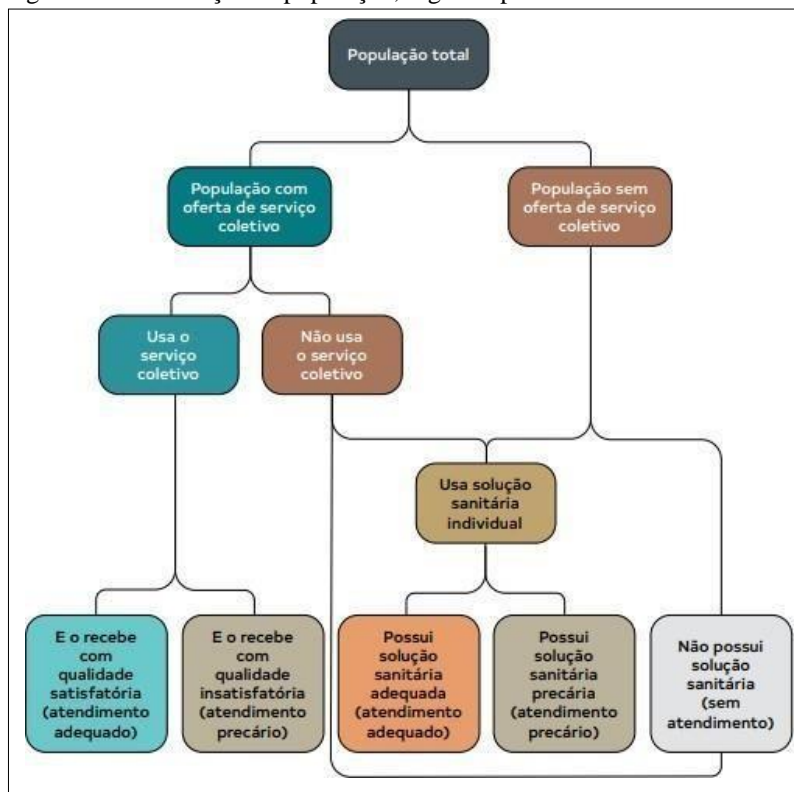 População total
População com
oferta de serviço
coletivo
População sem
oferta de serviço
coletivo
Usa o
serviço
coletivo
Não usa
o serviço
coletivo
Usa solução
sanitária
individual
E o recebe
com
qualidade
satisfatória
(atendimento
adequado)
E o recebe
com
qualidade
insatisfatória
(atendimento
precário)
Possui
solução
sanitária
adequada
(atendimento
adequado)
Possui
solução
sanitária
precária
(atendimento
precário)
Não possui
solução
sanitária
(sem
atendimento)